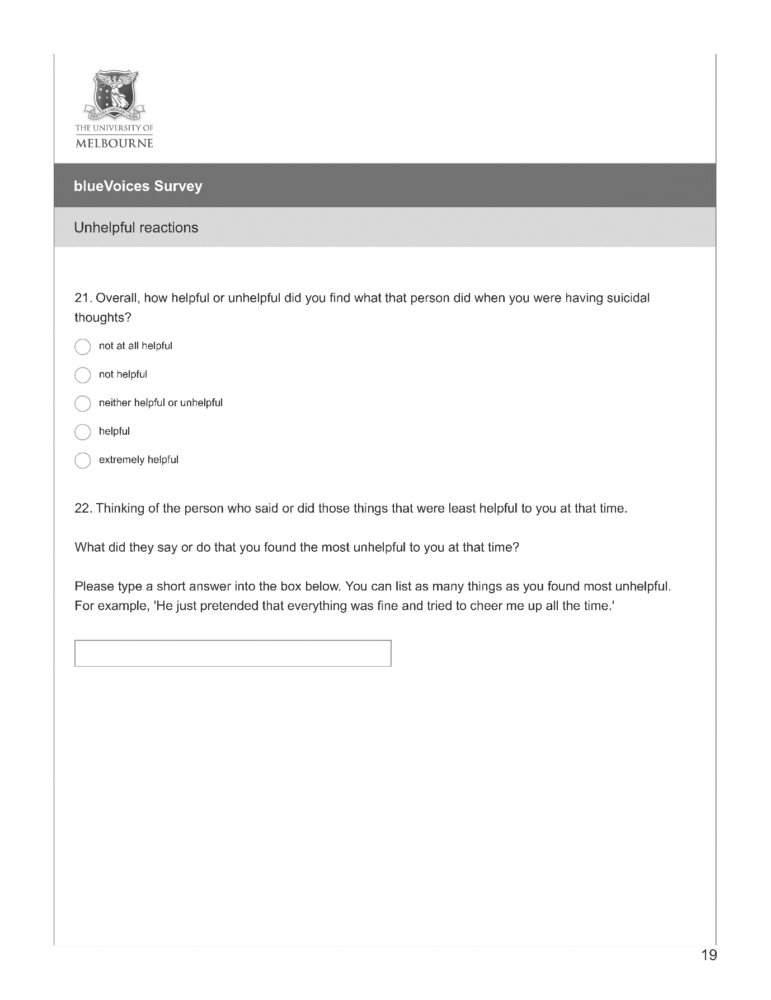 POSTERA CRESCAM LAUDE
THE UNIVERSITY OF
MELBOURNE
blueVoices Survey
Unhelpful reactions
21. Overall, how helpful or unhelpful did you find what that person did when you were having suicidal
thoughts?
not at all helpful
not helpful
neither helpful or unhelpful
helpful
extremely helpful
22. Thinking of the person who said or did those things that were least helpful to you at that time.
What did they say or do that you found the most unhelpful to you at that time?
Please type a short answer into the box below. You can list as many things as you found most unhelpful.
For example, 'He just pretended that everything was fine and tried to cheer me up all the time.'
19